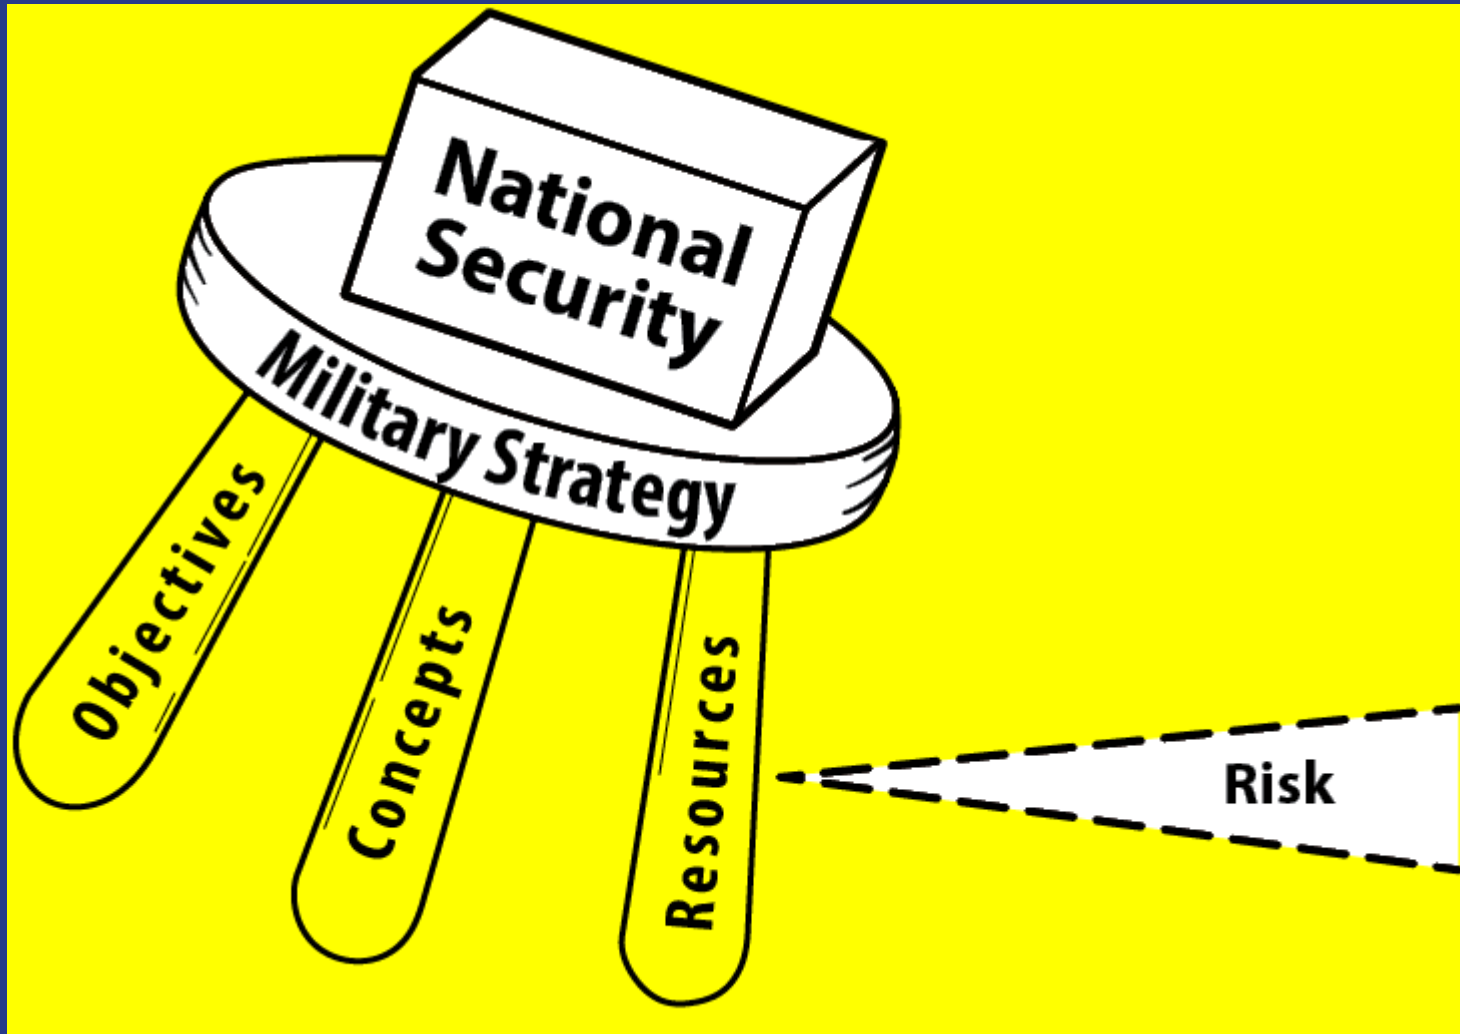 National
Security
Military Strategy
Objectives
Concepts
Resources
Risk